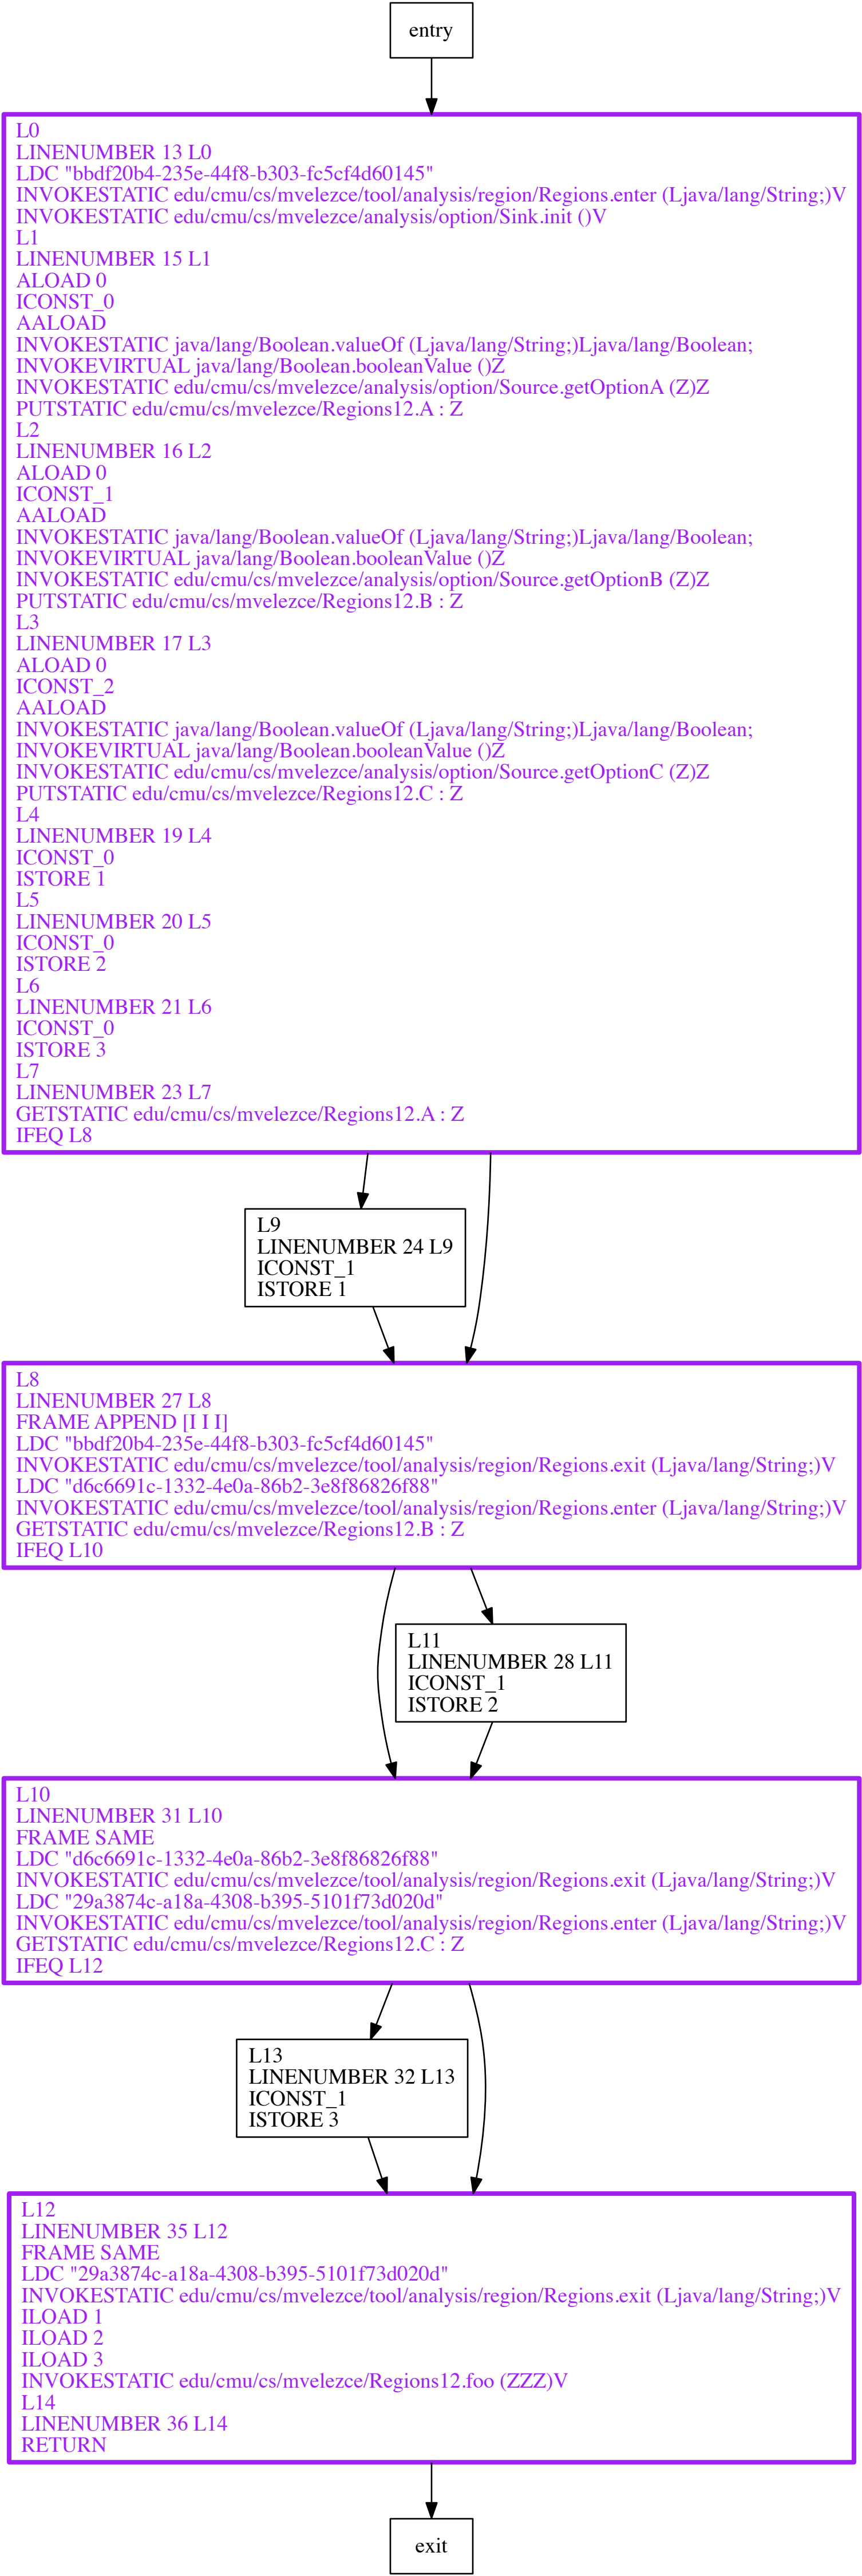 entry
L0
LINENUMBER 13 L0
LDC "bbdf20b4-235e-44f8-b303-fc5cf4d60145"
INVOKESTATIC edu/cmu/cs/mvelezce/tool/analysis/region/Regions.enter (Ljava/lang/String;)V
INVOKESTATIC edu/cmu/cs/mvelezce/analysis/option/Sink.init ()V
L1
LINENUMBER 15 L1
ALOAD 0
ICONST_0
AALOAD
INVOKESTATIC java/lang/Boolean.valueOf (Ljava/lang/String;)Ljava/lang/Boolean;
INVOKEVIRTUAL java/lang/Boolean.booleanValue ()Z
INVOKESTATIC edu/cmu/cs/mvelezce/analysis/option/Source.getOptionA (Z)Z
PUTSTATIC edu/cmu/cs/mvelezce/Regions12.A : Z
L2
LINENUMBER 16 L2
ALOAD 0
ICONST_1
AALOAD
INVOKESTATIC java/lang/Boolean.valueOf (Ljava/lang/String;)Ljava/lang/Boolean;
INVOKEVIRTUAL java/lang/Boolean.booleanValue ()Z
INVOKESTATIC edu/cmu/cs/mvelezce/analysis/option/Source.getOptionB (Z)Z
PUTSTATIC edu/cmu/cs/mvelezce/Regions12.B : Z
L3
LINENUMBER 17 L3
ALOAD 0
ICONST_2
AALOAD
INVOKESTATIC java/lang/Boolean.valueOf (Ljava/lang/String;)Ljava/lang/Boolean;
INVOKEVIRTUAL java/lang/Boolean.booleanValue ()Z
INVOKESTATIC edu/cmu/cs/mvelezce/analysis/option/Source.getOptionC (Z)Z
PUTSTATIC edu/cmu/cs/mvelezce/Regions12.C : Z
L4
LINENUMBER 19 L4
ICONST_0
ISTORE 1
L5
LINENUMBER 20 L5
ICONST_0
ISTORE 2
L6
LINENUMBER 21 L6
ICONST_0
ISTORE 3
L7
LINENUMBER 23 L7
GETSTATIC edu/cmu/cs/mvelezce/Regions12.A : Z
IFEQ L8
L9
LINENUMBER 24 L9
ICONST_1
ISTORE 1
L8
LINENUMBER 27 L8
FRAME APPEND [I I I]
LDC "bbdf20b4-235e-44f8-b303-fc5cf4d60145"
INVOKESTATIC edu/cmu/cs/mvelezce/tool/analysis/region/Regions.exit (Ljava/lang/String;)V
LDC "d6c6691c-1332-4e0a-86b2-3e8f86826f88"
INVOKESTATIC edu/cmu/cs/mvelezce/tool/analysis/region/Regions.enter (Ljava/lang/String;)V
GETSTATIC edu/cmu/cs/mvelezce/Regions12.B : Z
IFEQ L10
L11
LINENUMBER 28 L11
ICONST_1
ISTORE 2
L10
LINENUMBER 31 L10
FRAME SAME
LDC "d6c6691c-1332-4e0a-86b2-3e8f86826f88"
INVOKESTATIC edu/cmu/cs/mvelezce/tool/analysis/region/Regions.exit (Ljava/lang/String;)V
LDC "29a3874c-a18a-4308-b395-5101f73d020d"
INVOKESTATIC edu/cmu/cs/mvelezce/tool/analysis/region/Regions.enter (Ljava/lang/String;)V
GETSTATIC edu/cmu/cs/mvelezce/Regions12.C : Z
IFEQ L12
L13
LINENUMBER 32 L13
ICONST_1
ISTORE 3
L12
LINENUMBER 35 L12
FRAME SAME
LDC "29a3874c-a18a-4308-b395-5101f73d020d"
INVOKESTATIC edu/cmu/cs/mvelezce/tool/analysis/region/Regions.exit (Ljava/lang/String;)V
ILOAD 1
ILOAD 2
ILOAD 3
INVOKESTATIC edu/cmu/cs/mvelezce/Regions12.foo (ZZZ)V
L14
LINENUMBER 36 L14
RETURN
exit